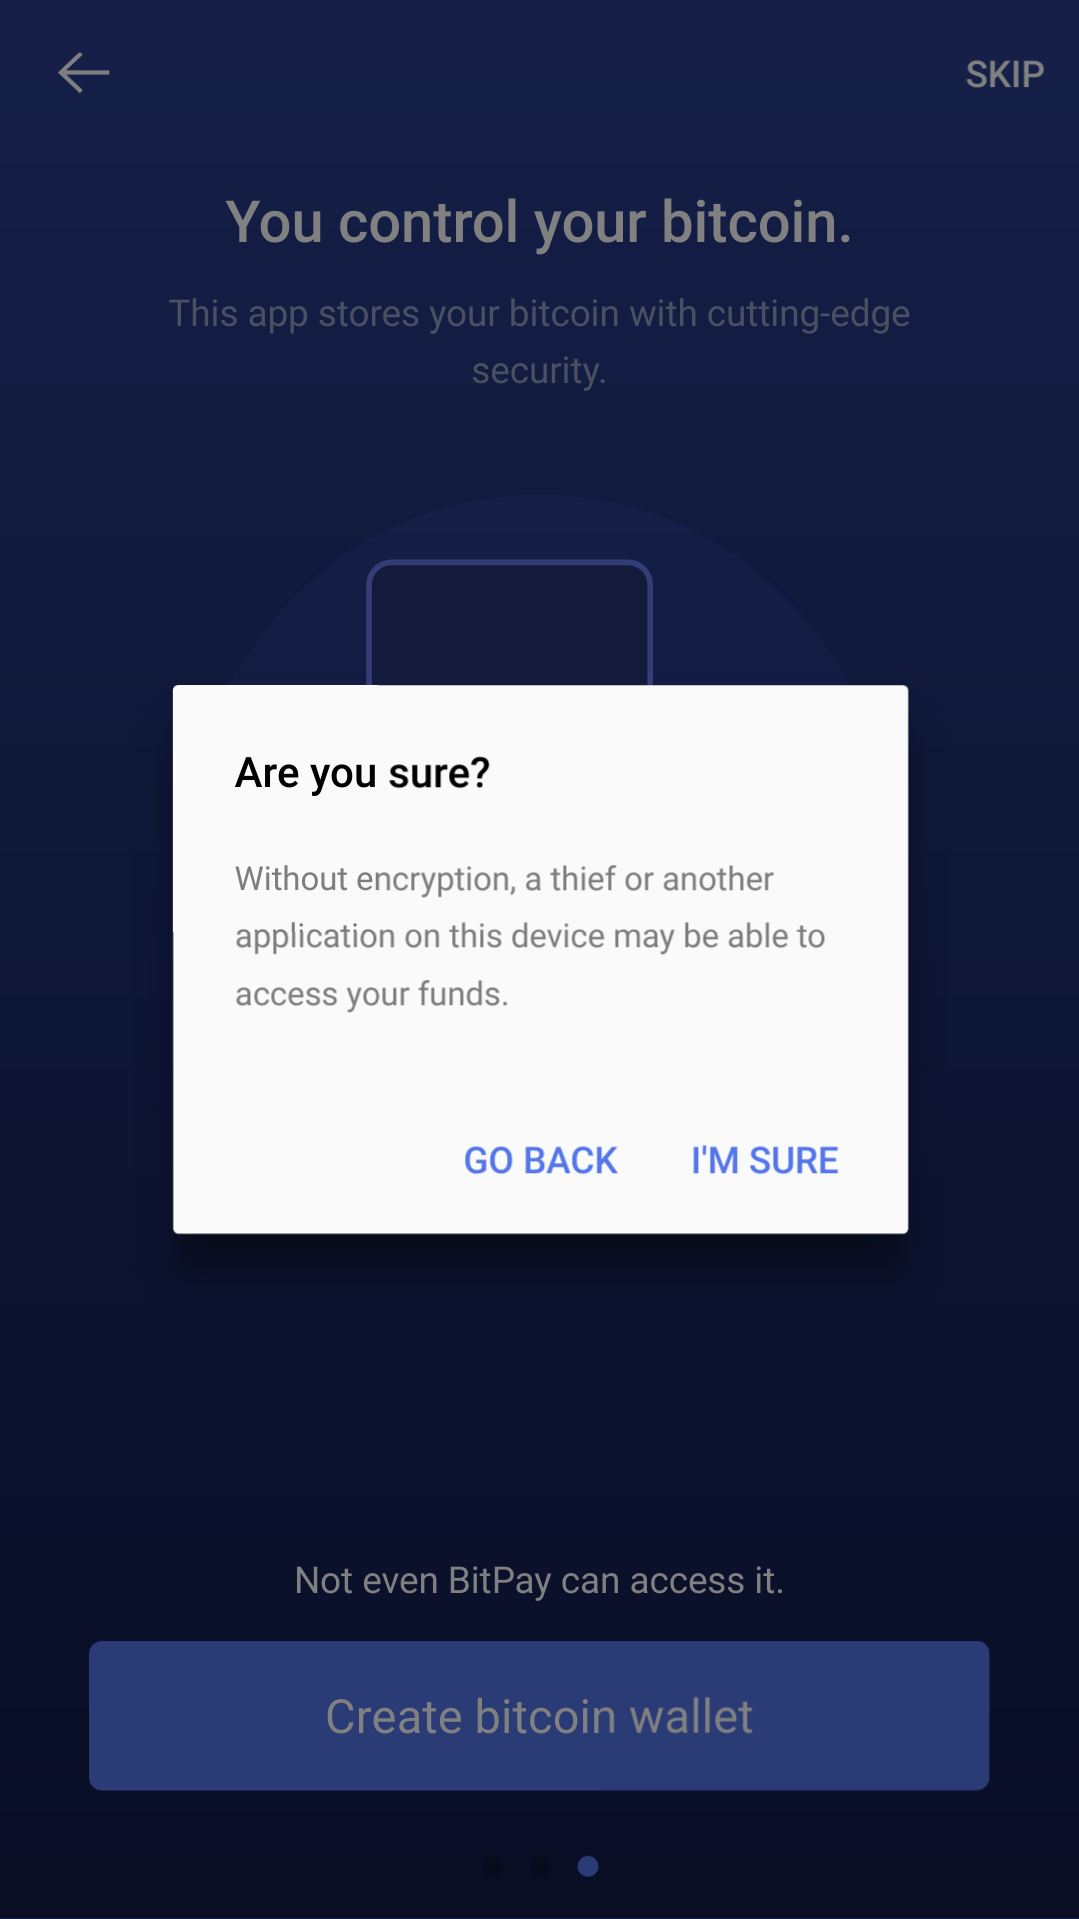 SKIP
You control your bitcoin.
This app stores your bitcoin with cutting-edge
security.
Are you sure?
Without encryption, a thief or another
application on this device may be able to
access your funds.
GO BACK
I'M SURE
Not even BitPay can access it.
Create bitcoin wallet